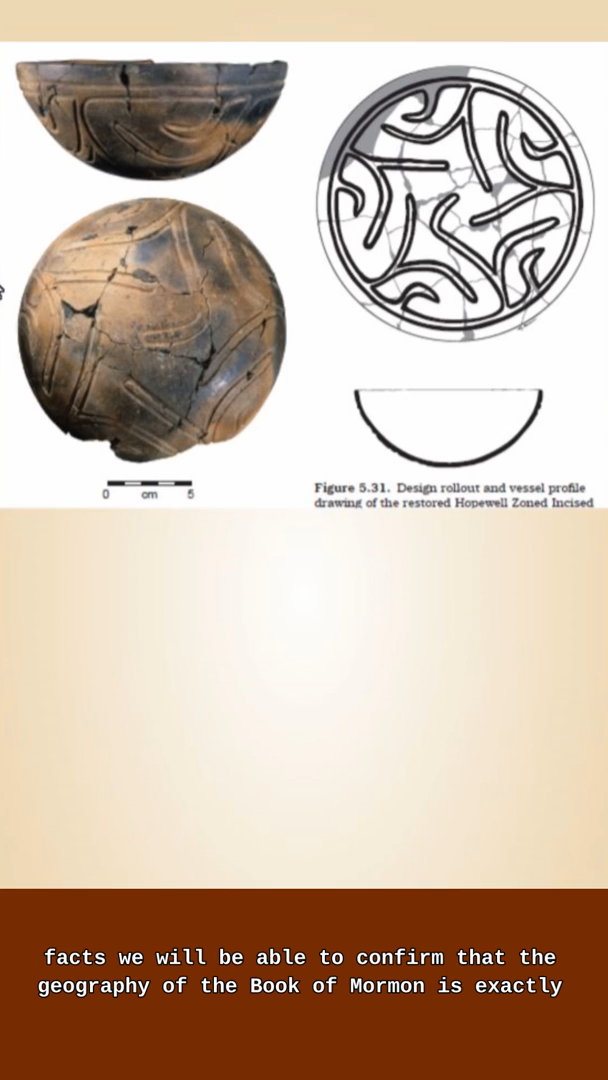 0 cm 5
Figure 5.31. Design rollout and vessel profile
drawing of the restored Hopewell Zoned Incised
facts we will be able to confirm that the
geography of the Book of Mormon is exactly